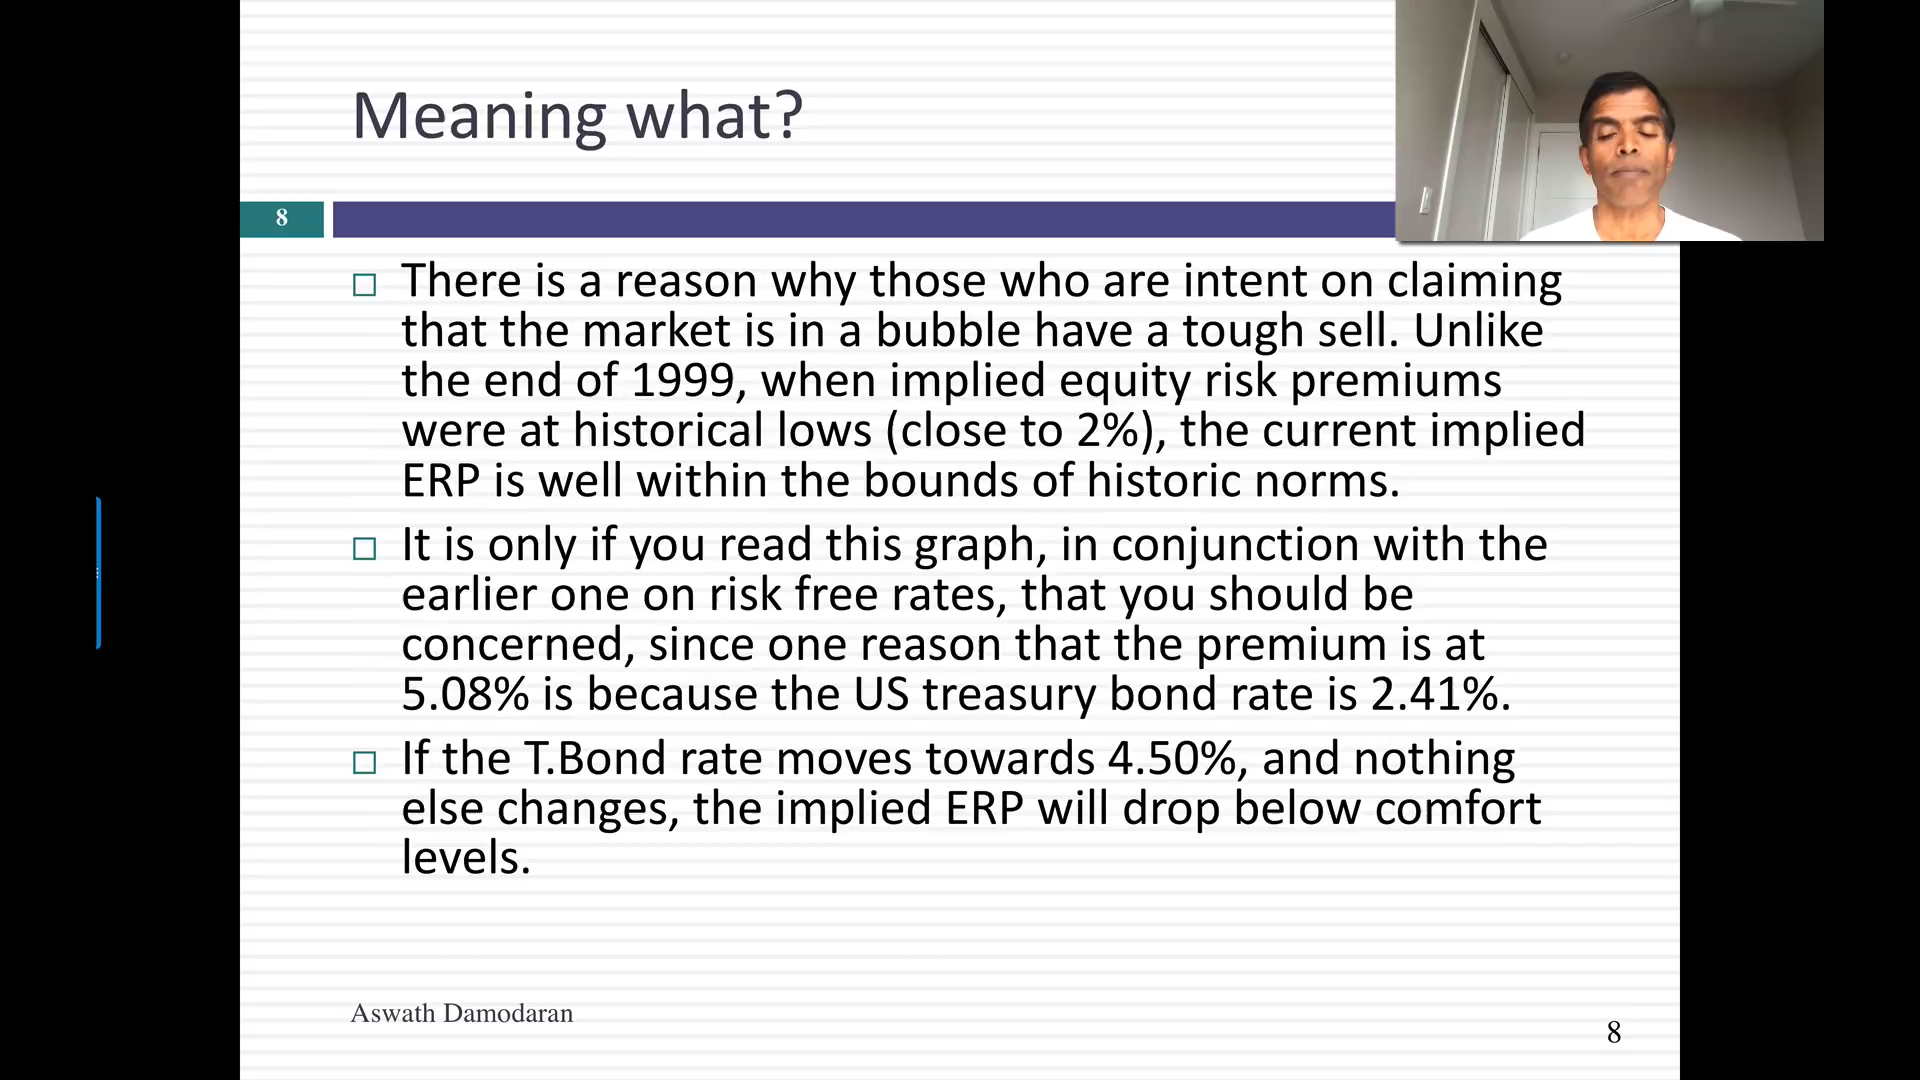 Meaning what?
8
There is a reason why those who are intent on claiming
that the market is in a bubble have a tough sell. Unlike
the end of 1999, when implied equity risk premiums
were at historical lows (close to 2%), the current implied
ERP is well within the bounds of historic norms.
It is only if you read this graph, in conjunction with the
earlier one on risk free rates, that you should be
concerned, since one reason that the premium is at
5.08% is because the US treasury bond rate is 2.41%.
If the T.Bond rate moves towards 4.50%, and nothing
else changes, the implied ERP will drop below comfort
levels.
Aswath Damodaran
8